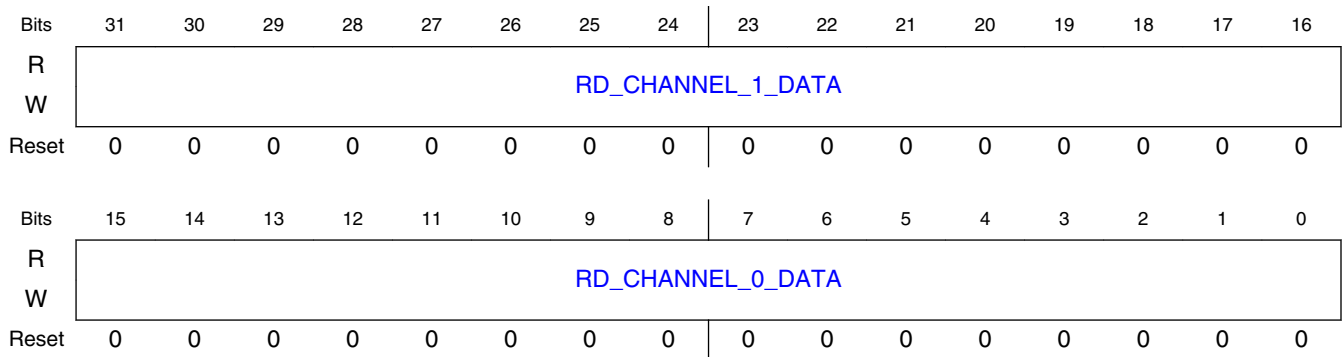 Bits 31 30 29 28 27 26 25 24 23 22 21 20 19 18 17 16
R
RD_CHANNEL_1_DATA
W
Reset 0 0 0 0 0 0 0 0 0 0 0 0 0 0 0 0
Bits 15 14 13 12 11 10 9 8 7 6 5 4 3 2 1 0
R
RD_CHANNEL_0_DATA
W
Reset 0 0 0 0 0 0 0 0 0 0 0 0 0 0 0 0